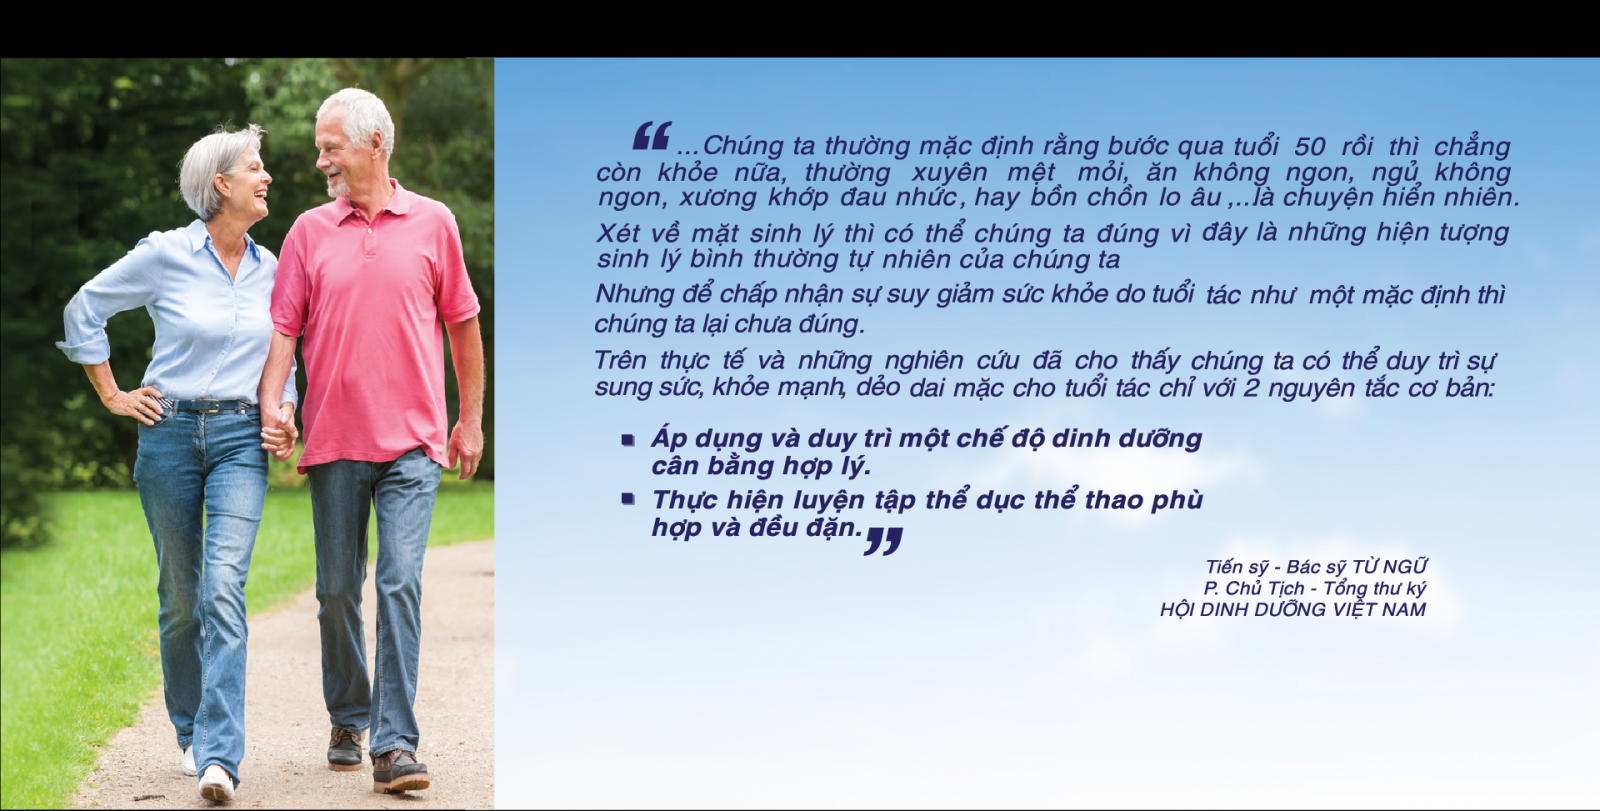 “ ...Chúng ta thường mặc định rằng bước qua tuổi 50 rồi thì chẳng
còn khỏe nữa, thường xuyên mệt mỏi, ăn không ngon, ngủ không
ngon, xương khớp đau nhức, hay bồn chồn lo âu,...là chuyện hiển nhiên.
Xét về mặt sinh lý thì có thể chúng ta đúng vì đây là những hiện tượng
sinh lý bình thường tự nhiên của chúng ta
Nhưng để chấp nhận sự suy giảm sức khỏe do tuổi tác như một mặc định thì
chúng ta lại chưa đúng.
Trên thực tế và những nghiên cứu đã cho thấy chúng ta có thể duy trì sự
sung sức, khỏe mạnh, dẻo dai mặc cho tuổi tác chỉ với 2 nguyên tắc cơ bản:
▪ Áp dụng và duy trì một chế độ dinh dưỡng
cân bằng hợp lý.
▪ Thực hiện luyện tập thể dục thể thao phù
hợp và đều đặn. ”
Tiến sỹ - Bác sỹ TỪ NGỮ
P. Chủ Tịch - Tổng thư ký
HỘI DINH DƯỠNG VIỆT NAM